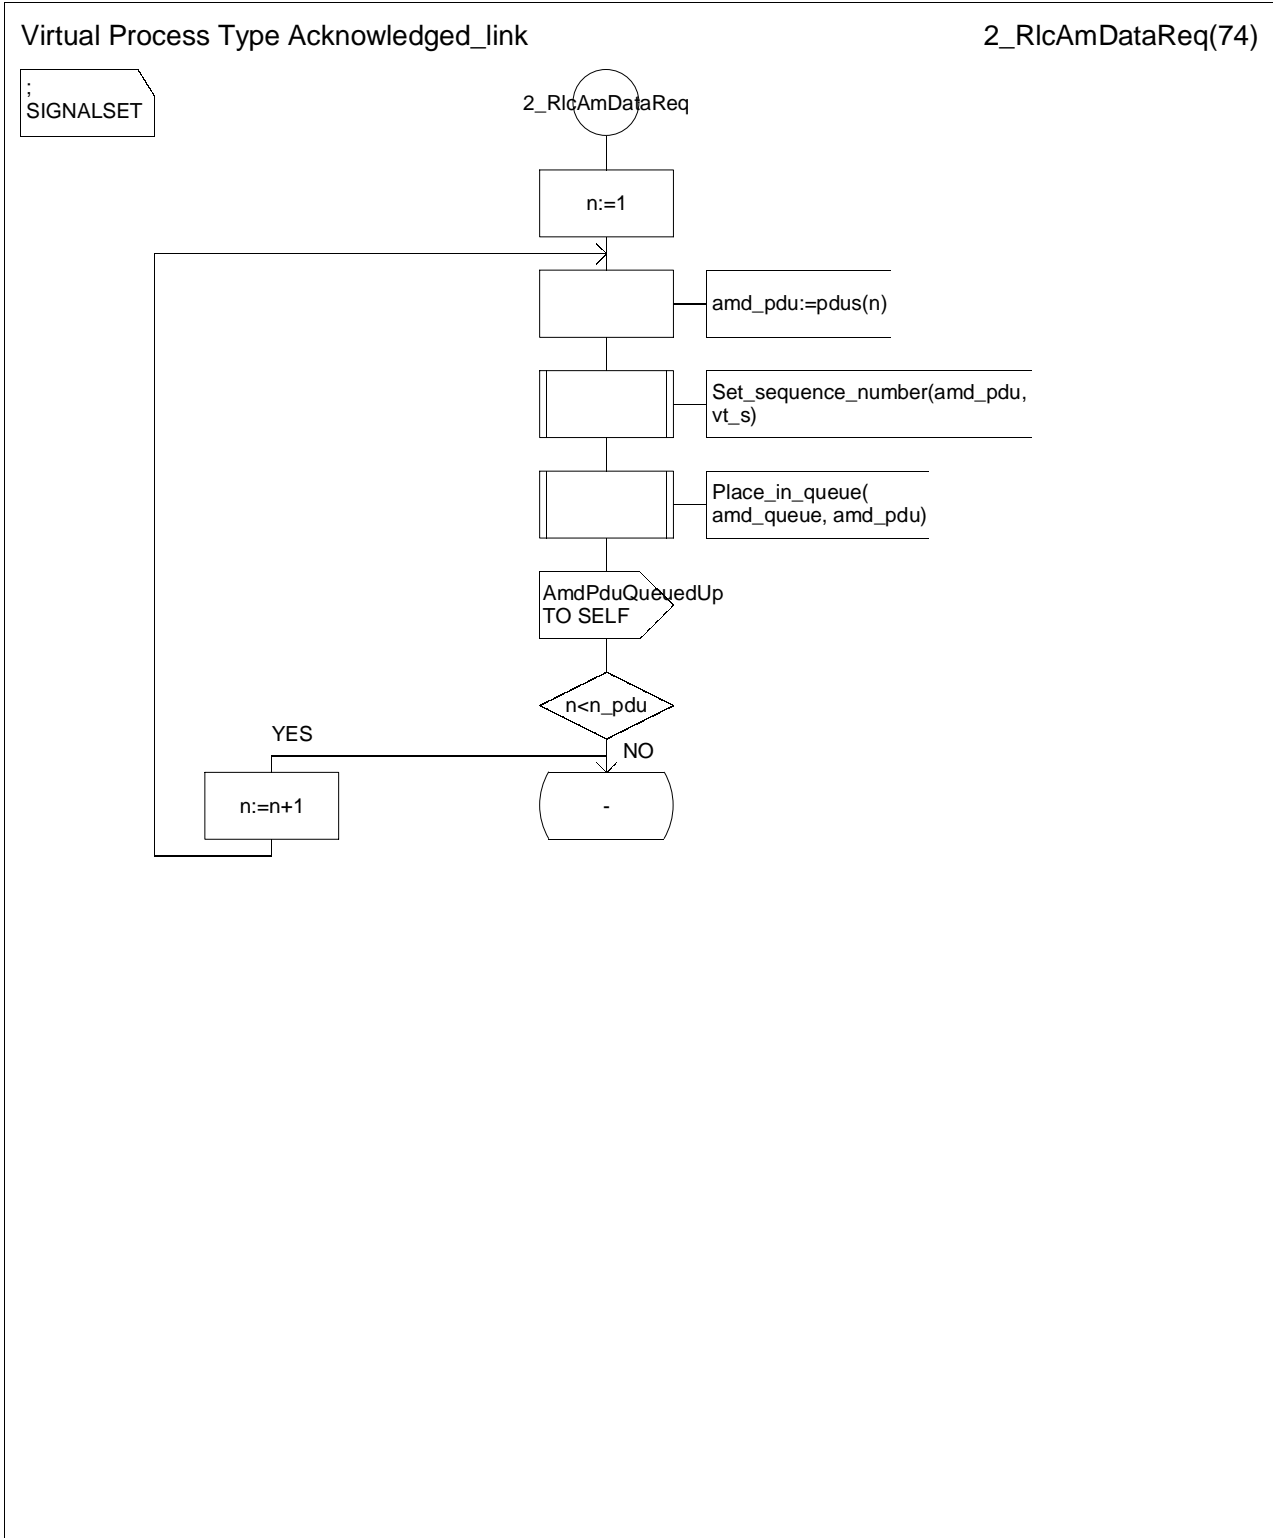 Virtual Process Type Acknowledged_link
2_RlcAmDataReq(74)
;
SIGNALSET
2_RlcAmDataReq
n:=1
amd_pdu:=pdus(n)
Set_sequence_number(amd_pdu,
vt_s)
Place_in_queue(
amd_queue, amd_pdu)
AmdPduQueuedUp
TO SELF
n<n_pdu
YES
NO
n:=n+1
-